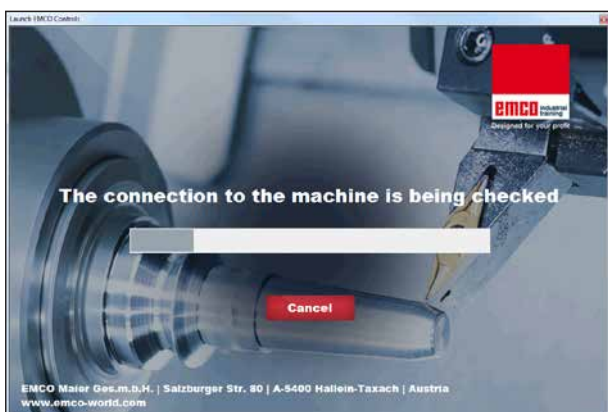 Launch EMCO Controls
emco industrial training
Designed for your profit
The connection to the machine is being checked
Cancel
EMCO Maier Ges.m.b.H. | Salzburger Str. 80 | A-5400 Hallein-Taxach | Austria
www.emco-world.com